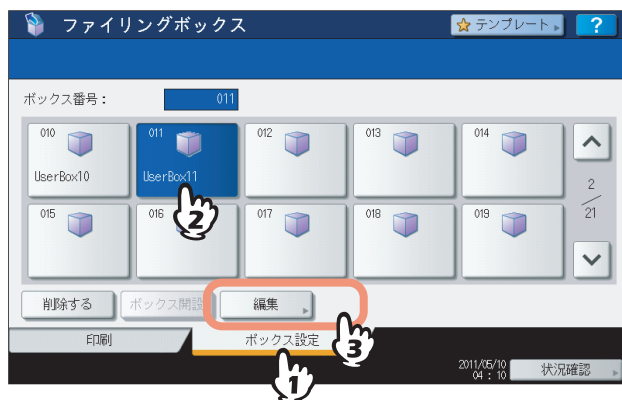 ファイリングボックス
テンプレート
?
ボックス番号：
011
010
UserBox10
011
UserBox11
012
013
014
015
016
017
018
019
2
21
2
削除する
ボックス開設
編集
3
印刷
ボックス設定
1
2011/05/10
04 : 10
状況確認